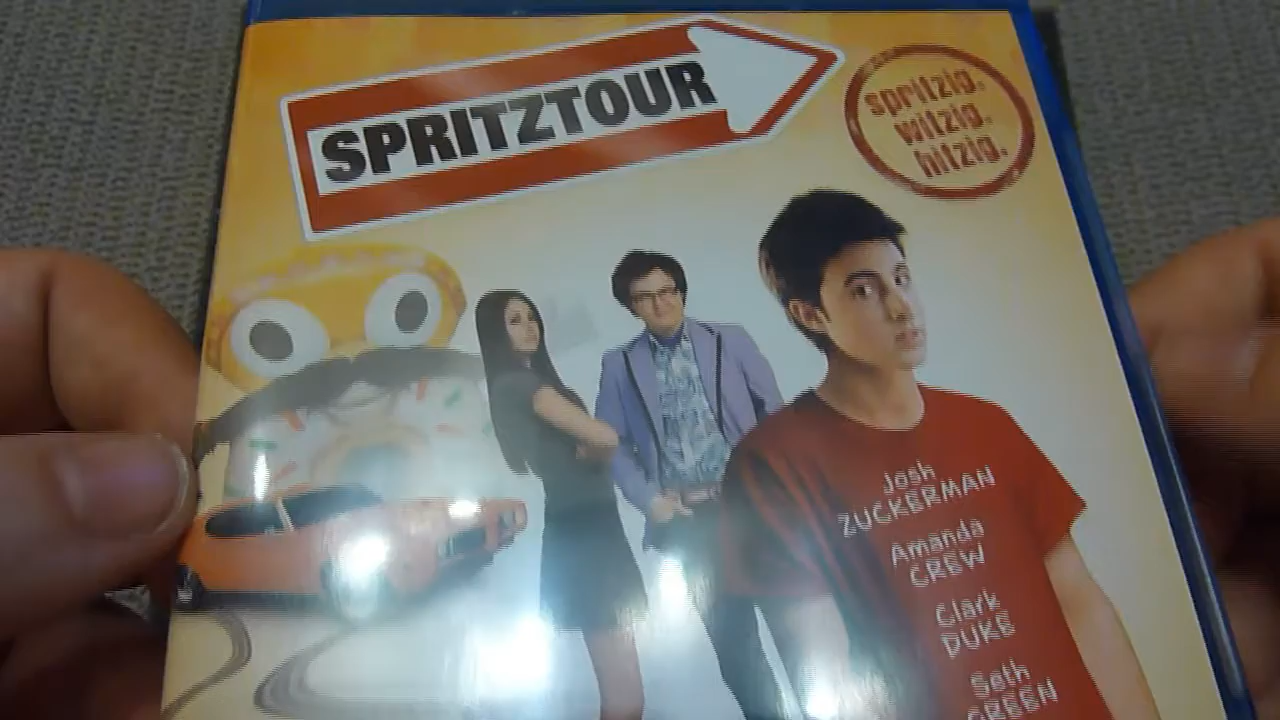 SPRITZTOUR
spritzig.
witzig.
hitzig.
Josh
ZUCKERMAN
Amanda
CREW
Clark
DUKE
Seth
GREEN